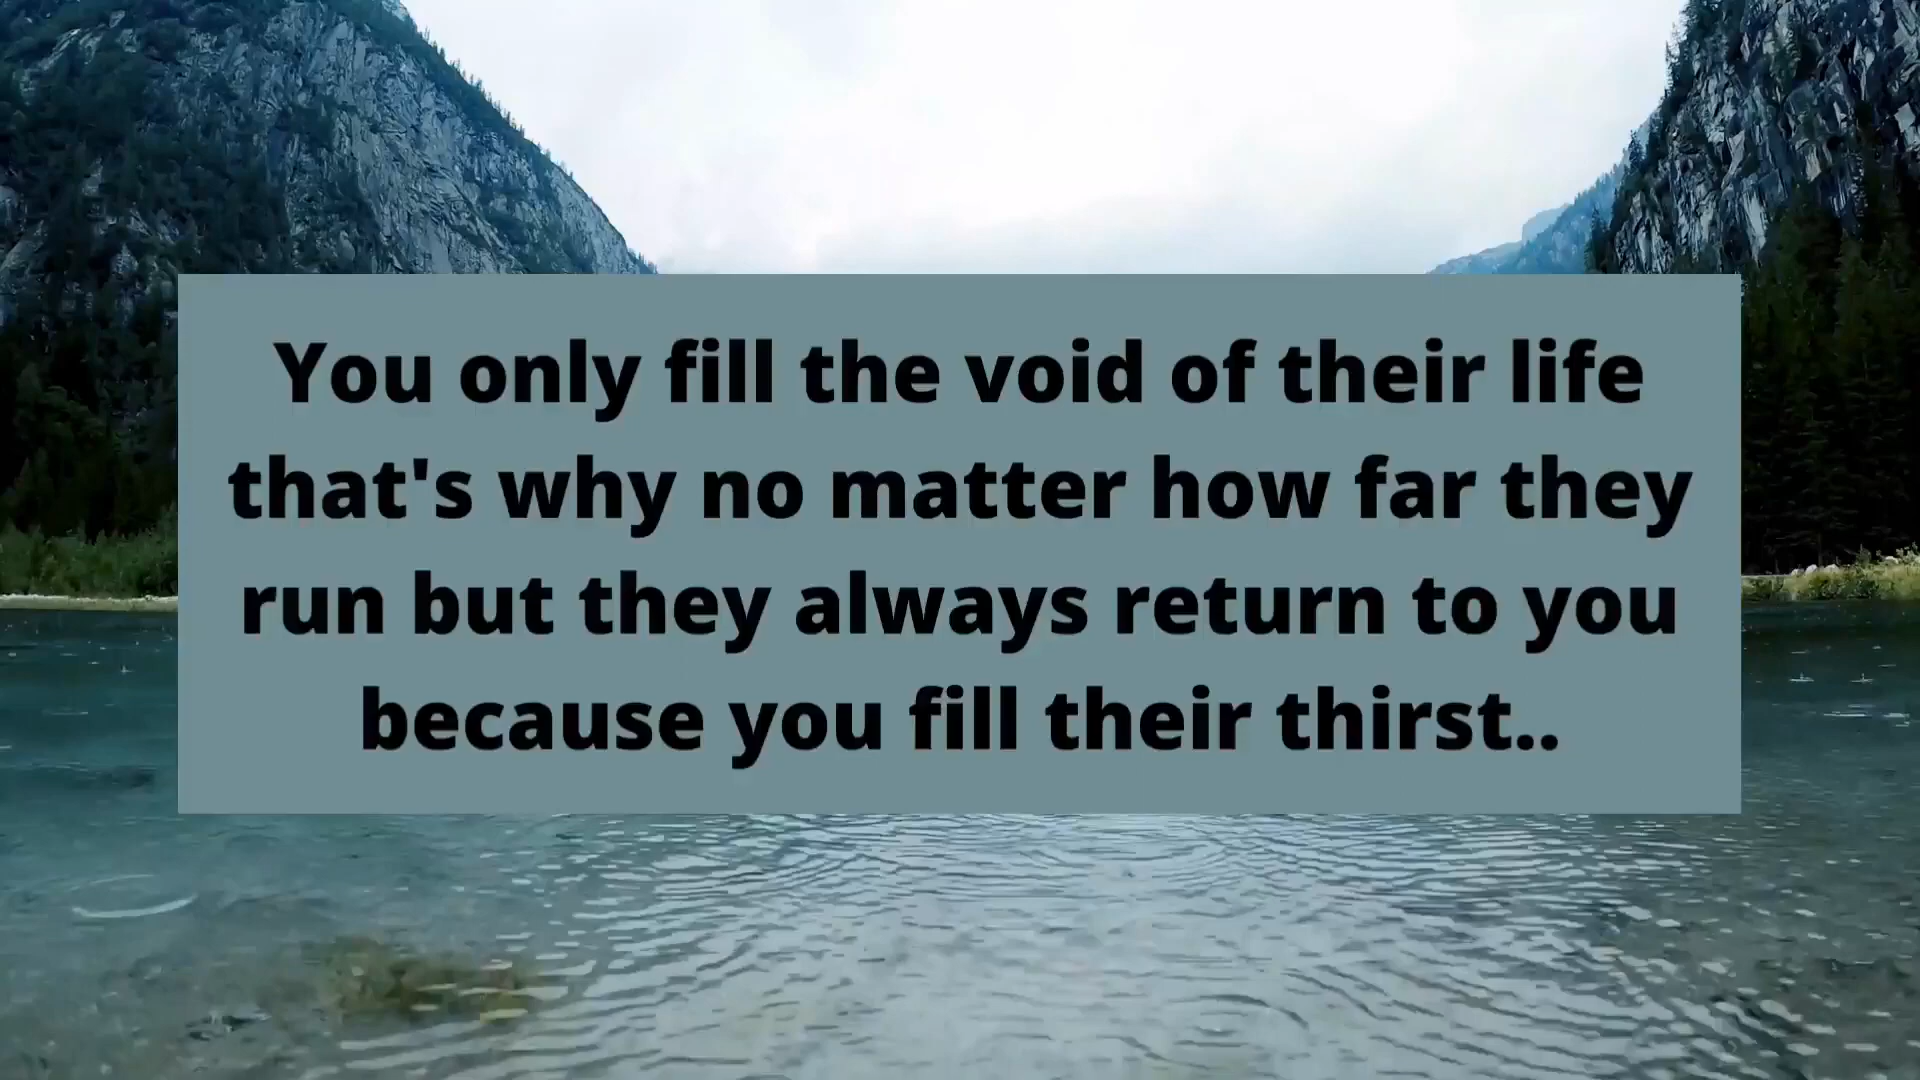 You only fill the void of their life
that's why no matter how far they
run but they always return to you
because you fill their thirst..